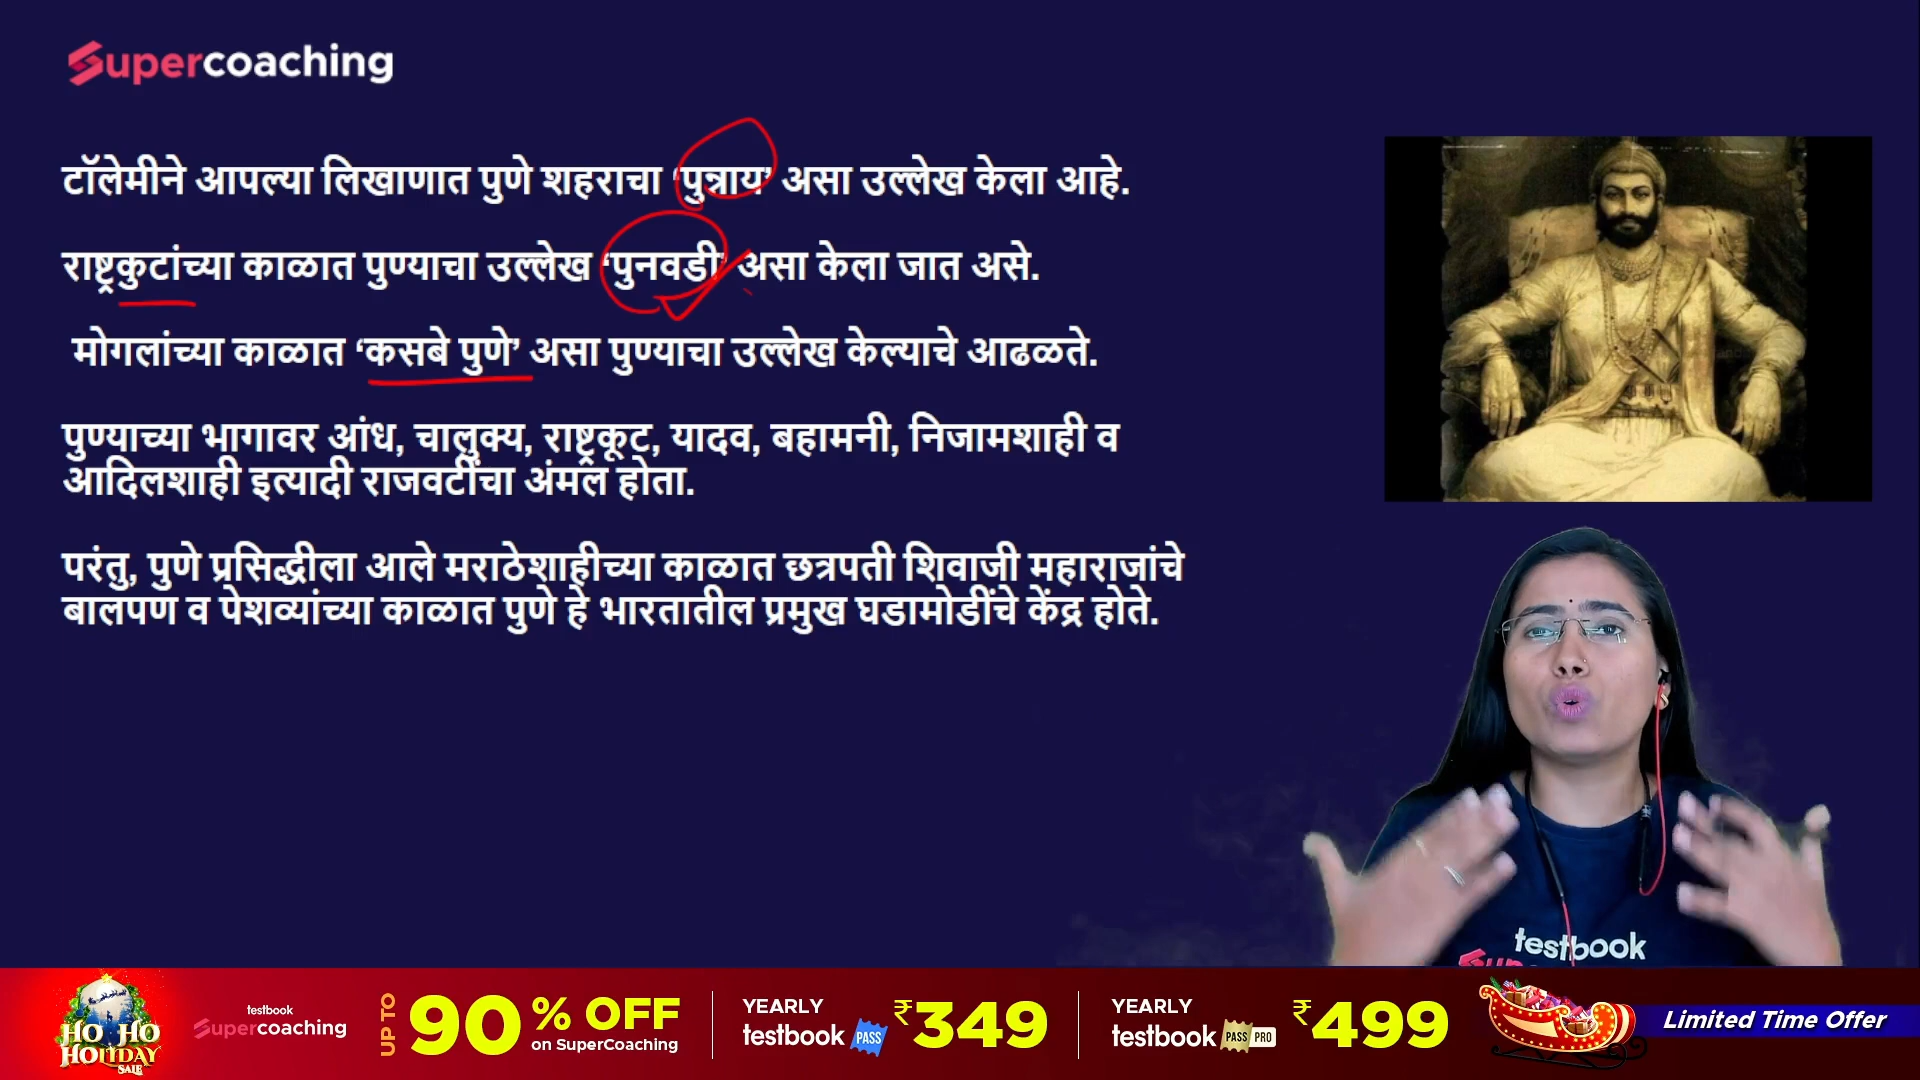 Supercoaching
टॉलेमीने आपल्या लिखाणात पुणे शहराचा ‘पुन्नाय’ असा उल्लेख केला आहे.
राष्ट्रकुटांच्या काळात पुण्याचा उल्लेख ‘पुनवडी’ असा केला जात असे.
मोगलांच्या काळात ‘कसबे पुणे’ असा पुण्याचा उल्लेख केल्याचे आढळते.
पुण्याच्या भागावर आंध, चालुक्य, राष्ट्रकूट, यादव, बहामनी, निजामशाही व
आदिलशाही इत्यादी राजवटींचा अंमल होता.
परंतु, पुणे प्रसिद्धीला आले मराठेशाहीच्या काळात छत्रपती शिवाजी महाराजांचे
बालपण व पेशव्यांच्या काळात पुणे हे भारतातील प्रमुख घडामोडींचे केंद्र होते.
testbook
HO HO
HOLIDAY
SALE
testbook
Supercoaching
UP TO
90% OFF
on SuperCoaching
YEARLY
testbook PASS
₹349
YEARLY
testbook PASS PRO
₹499
Limited Time Offer